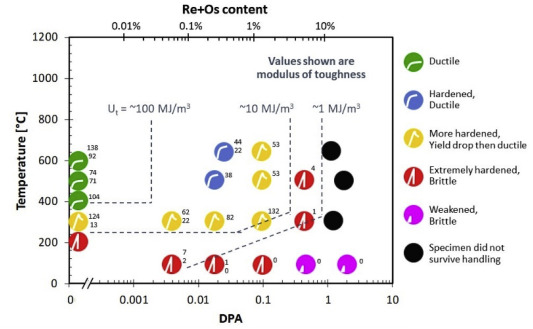 Re+Os content
0.01% 0.1% 1% 10%
1200
1000
800
600
400
200
0
Temperature [°C]
Values shown are
modulus of toughness
Ut = ~100 MJ/m³
~10 MJ/m³
~1 MJ/m³
138
92
74
71
104
124
13
44
22
53
38
53
4
62
22
82
132
1
7
2
1
0
0
0
0
0 0.001 0.01 0.1 1 10
DPA
Ductile
Hardened,
Ductile
More hardened,
Yield drop then ductile
Extremely hardened,
Brittle
Weakened,
Brittle
Specimen did not
survive handling